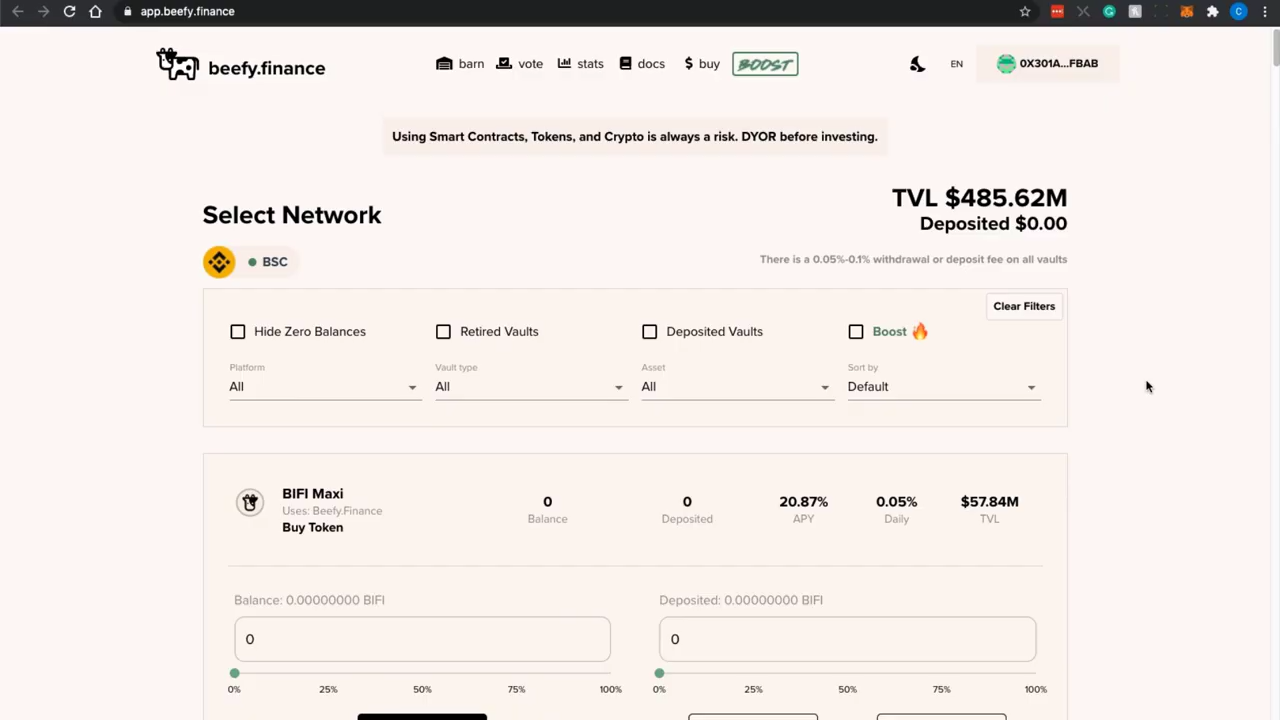 app.beefy.finance
beefy.finance
barn vote stats docs $ buy BOOST
EN
0X301A...FBAB
Using Smart Contracts, Tokens, and Crypto is always a risk. DYOR before investing.
Select Network
TVL $485.62M
Deposited $0.00
BSC
There is a 0.05%-0.1% withdrawal or deposit fee on all vaults
Clear Filters
Hide Zero Balances Retired Vaults Deposited Vaults Boost 🔥
Platform Vault type Asset Sort by
All All All Default
BIFI Maxi
Uses: Beefy.Finance
Buy Token
0 0 20.87% 0.05% $57.84M
Balance Deposited APY Daily TVL
Balance: 0.00000000 BIFI Deposited: 0.00000000 BIFI
0 0
0% 25% 50% 75% 100% 0% 25% 50% 75% 100%